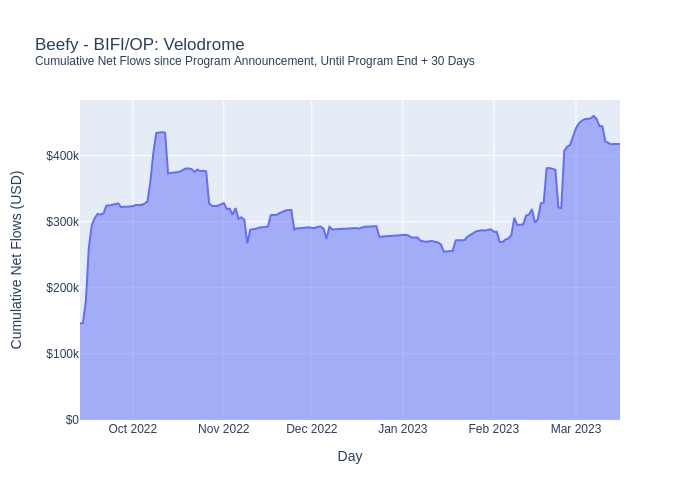 Beefy - BIFI/OP: Velodrome
Cumulative Net Flows since Program Announcement, Until Program End + 30 Days
Cumulative Net Flows (USD)
$400k
$300k
$200k
$100k
$0
Oct 2022 Nov 2022 Dec 2022 Jan 2023 Feb 2023 Mar 2023
Day